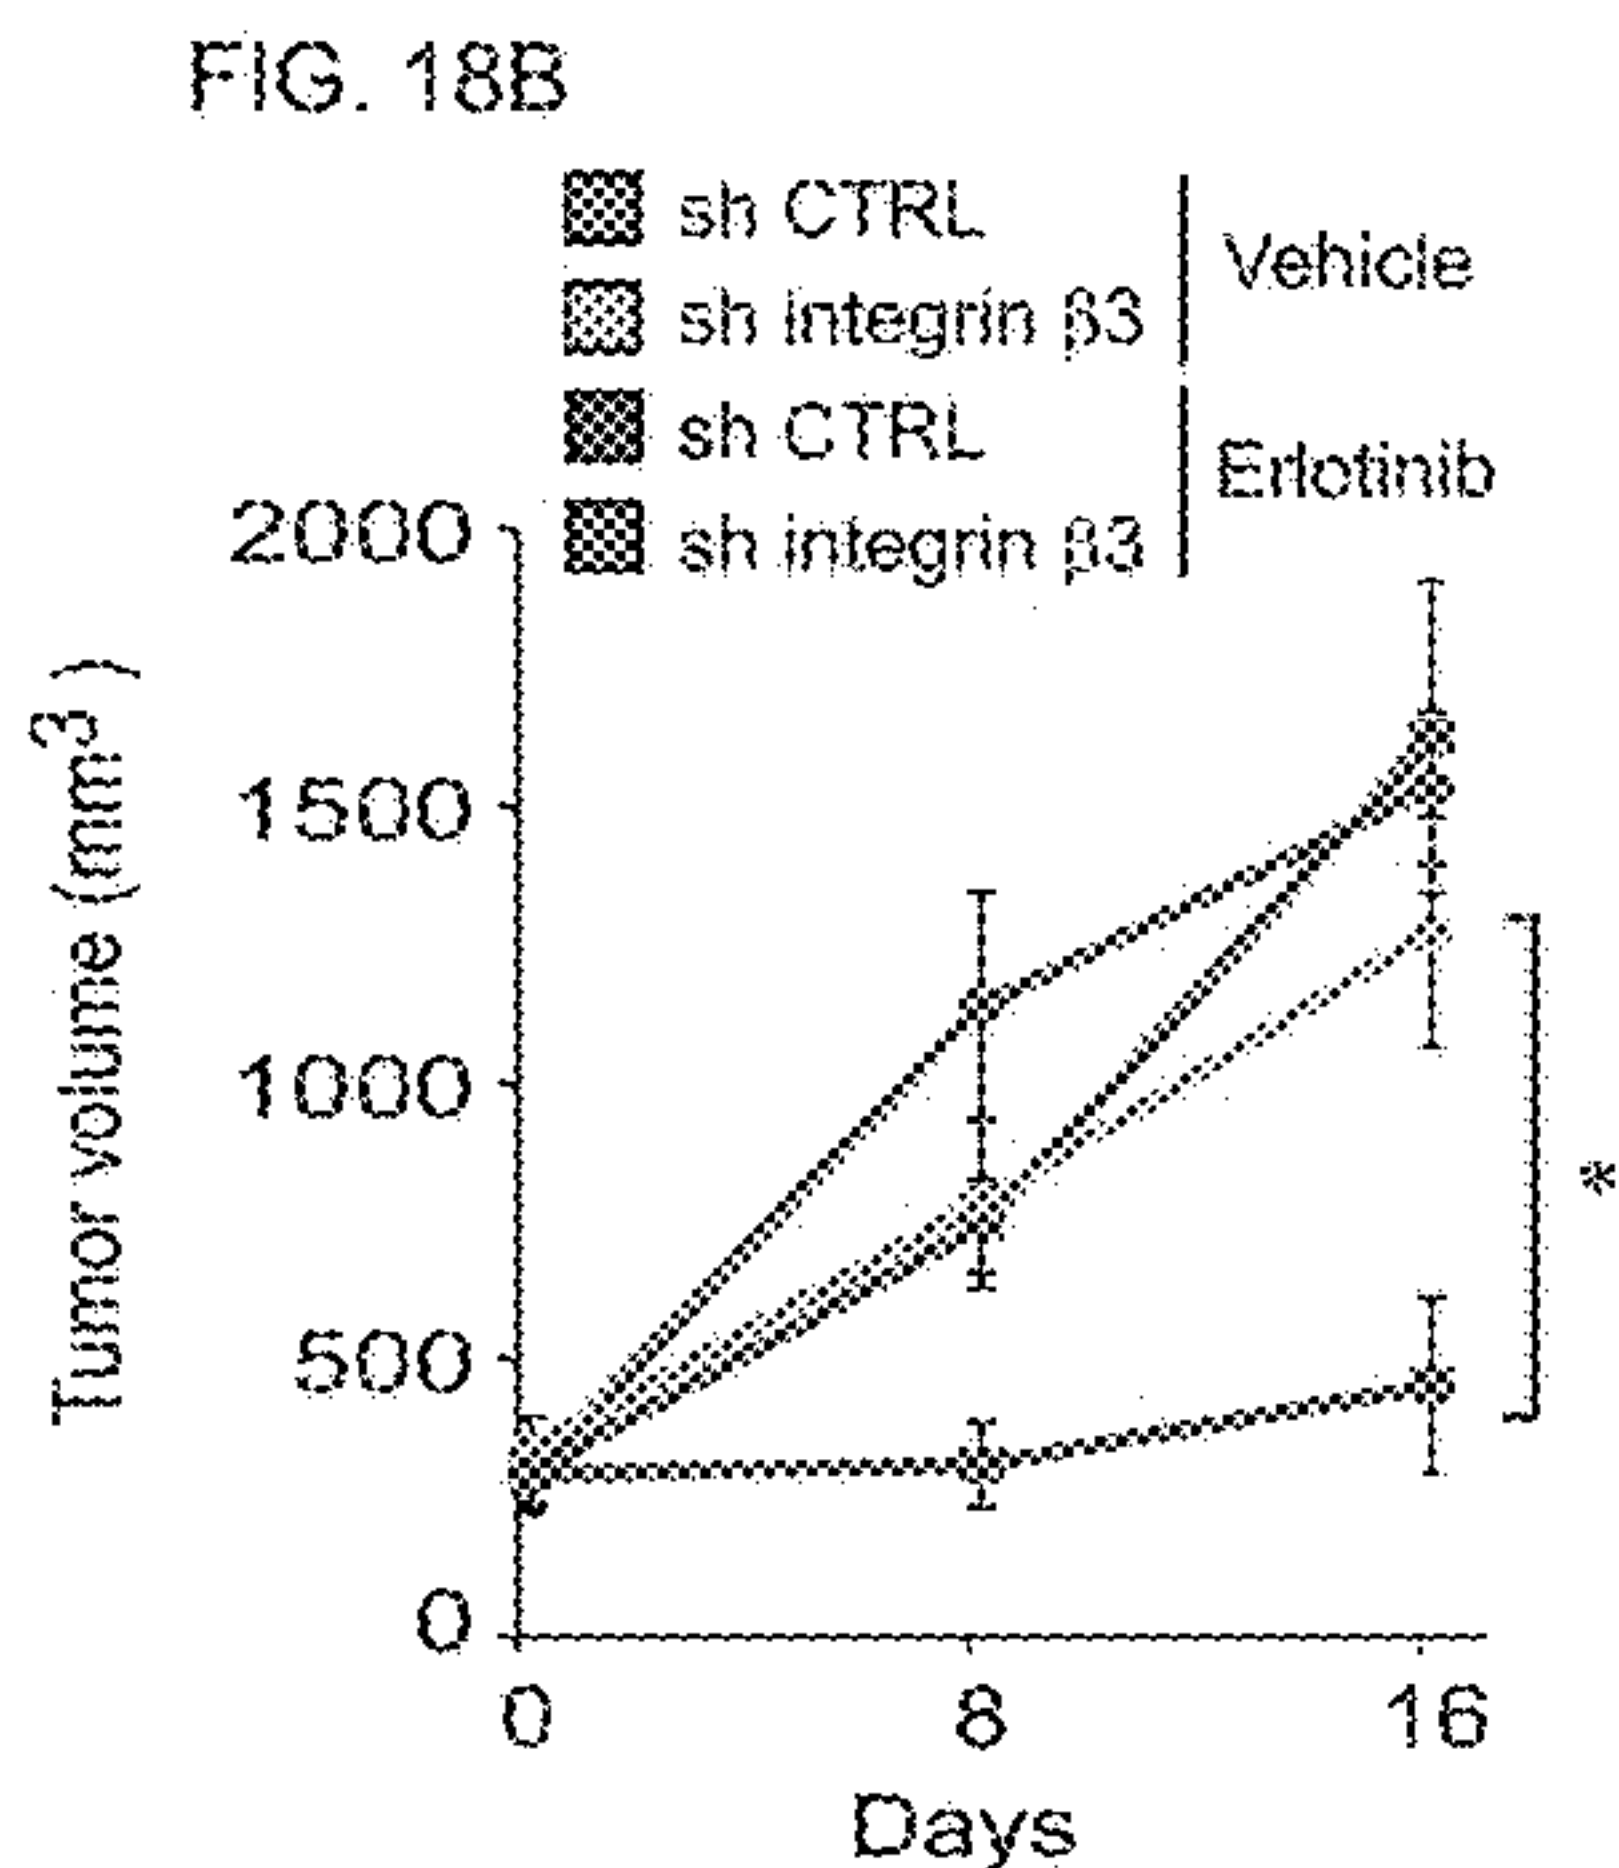 FIG. 18B
sh CTRL
sh integrin β3
Vehicle
sh CTRL
sh integrin β3
Erlotinib
Tumor volume (mm³)
2000
1500
1000
500
0
*
0 8 16
Days